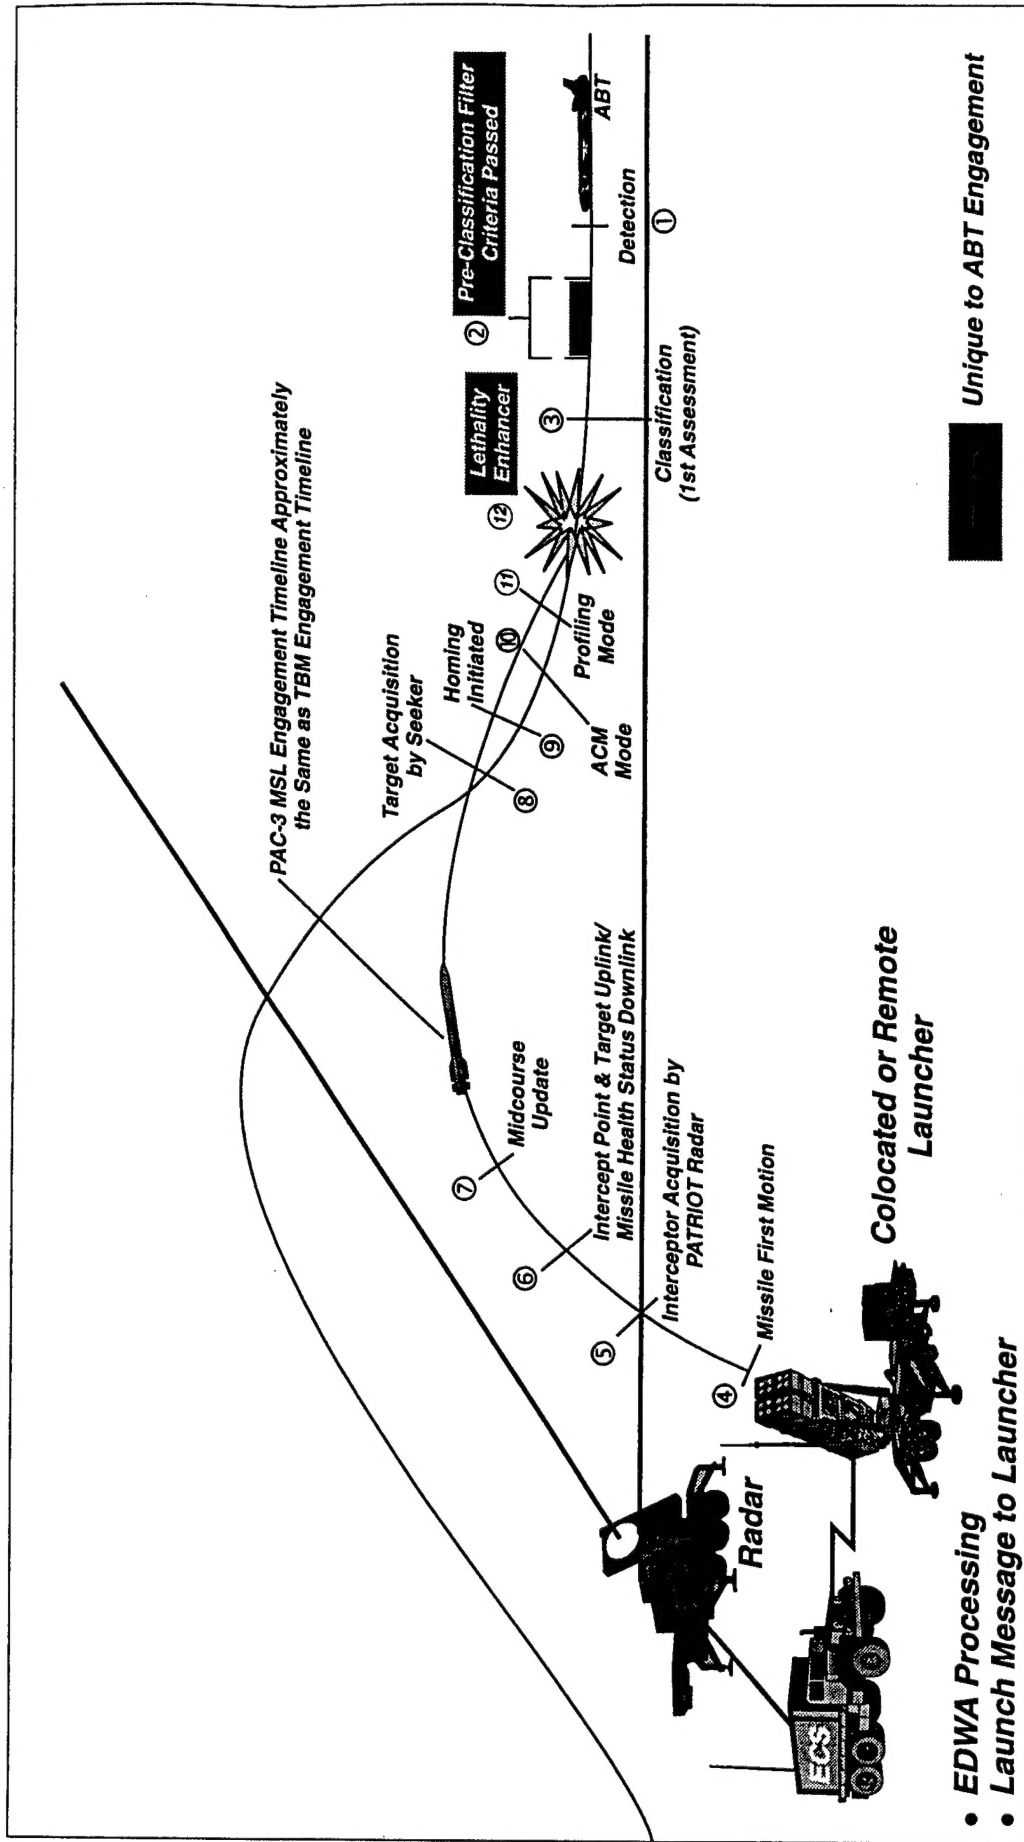 PAC-3 MSL Engagement Timeline Approximately
the Same as TBM Engagement Timeline
Pre-Classification Filter
Criteria Passed
②
Lethality
Enhancer
⑫
③
ABT
Detection
①
Classification
(1st Assessment)
Target Acquisition
by Seeker
⑧
Homing
Initiated
⑨
⑩
ACM
Mode
⑪
Profiling
Mode
⑦
Midcourse
Update
⑥
Intercept Point & Target Uplink/
Missile Health Status Downlink
⑤
Interceptor Acquisition by
PATRIOT Radar
④
Missile First Motion
Radar
ECS
Colocated or Remote
Launcher
• EDWA Processing
• Launch Message to Launcher
Unique to ABT Engagement